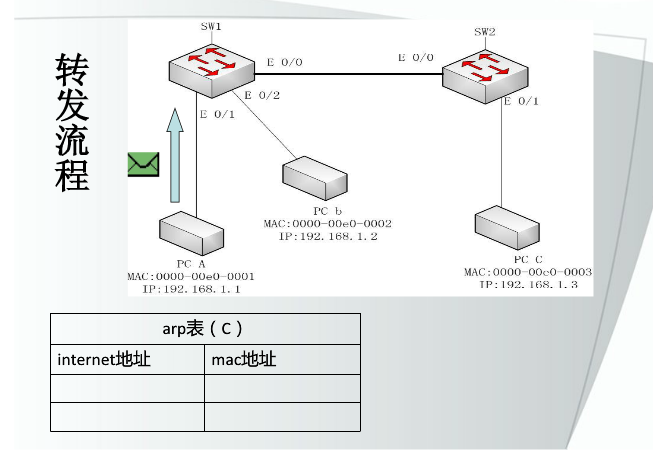 转发流程
SW1
SW2
E 0/0
E 0/0
E 0/2
E 0/1
E 0/1
PC b
MAC:0000-00e0-0002
IP:192.168.1.2
PC A
MAC:0000-00e0-0001
IP:192.168.1.1
PC C
MAC:0000-00e0-0003
IP:192.168.1.3
arp表（C）
internet地址 mac地址